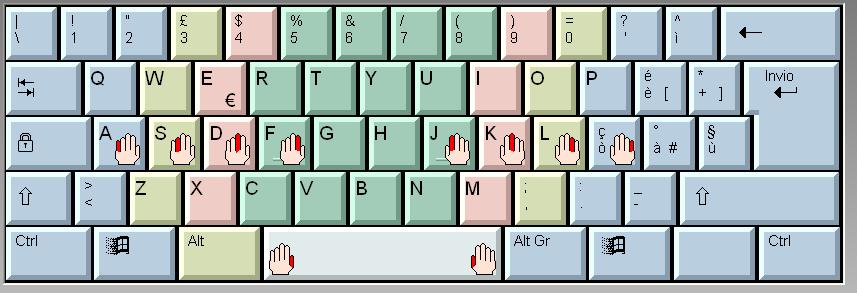 | ! " £ $ % & / ( ) = ? ^
\ 1 2 3 4 5 6 7 8 9 0 ' ì
Q W E € R T Y U I O P é è [ * + ] Invio
A S D F G H J K L ç ò ° à # § ù
> < Z X C V B N M ; , : . _ -
Ctrl Alt Alt Gr Ctrl